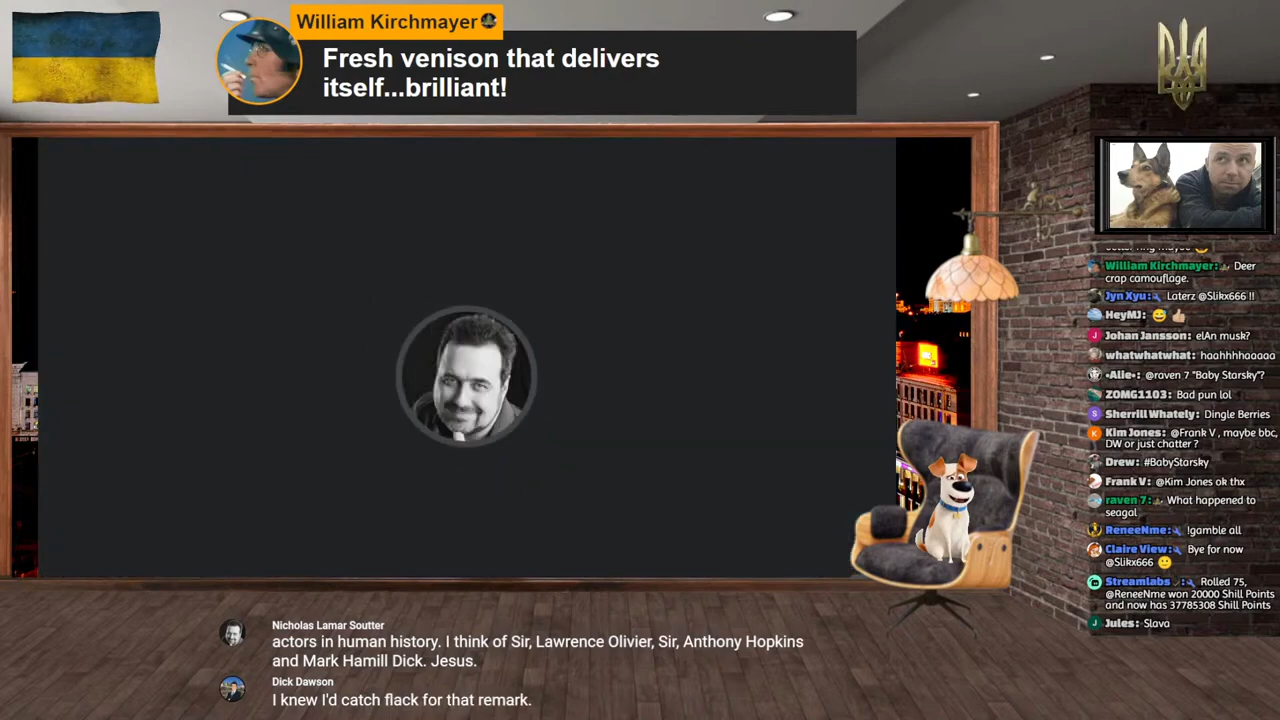 William Kirchmayer
Fresh venison that delivers
itself...brilliant!
William Kirchmayer: Deer
crap camouflage.
Jyn Xyu: Laterz @Slikx666 !!
HeyMJ:
J Johan Jansson: elAn musk?
whatwhatwhat: haahhhhaaaaa
•Alie•: @raven 7 "Baby Starsky"?
ZOMG1103: Bad pun lol
S Sherrill Whately: Dingle Berries
K Kim Jones: @Frank V , maybe bbc,
DW or just chatter ?
Drew: #BabyStarsky
Frank V: @Kim Jones ok thx
raven 7: What happened to
seagal
ReneeNme: !gamble all
Claire View: Bye for now
@Slikx666
Streamlabs: Rolled 75,
@ReneeNme won 20000 Shill Points
and now has 37785308 Shill Points
J Jules: Slava
Nicholas Lamar Soutter
actors in human history. I think of Sir, Lawrence Olivier, Sir, Anthony Hopkins
and Mark Hamill Dick. Jesus.
Dick Dawson
I knew I'd catch flack for that remark.